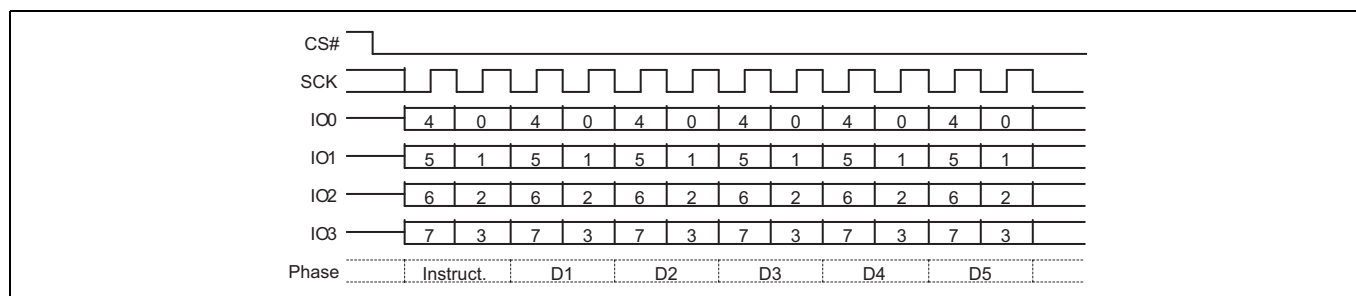 CS#
SCK
IO0 4 0 4 0 4 0 4 0 4 0 4 0
IO1 5 1 5 1 5 1 5 1 5 1 5 1
IO2 6 2 6 2 6 2 6 2 6 2 6 2
IO3 7 3 7 3 7 3 7 3 7 3 7 3
Phase Instruct. D1 D2 D3 D4 D5